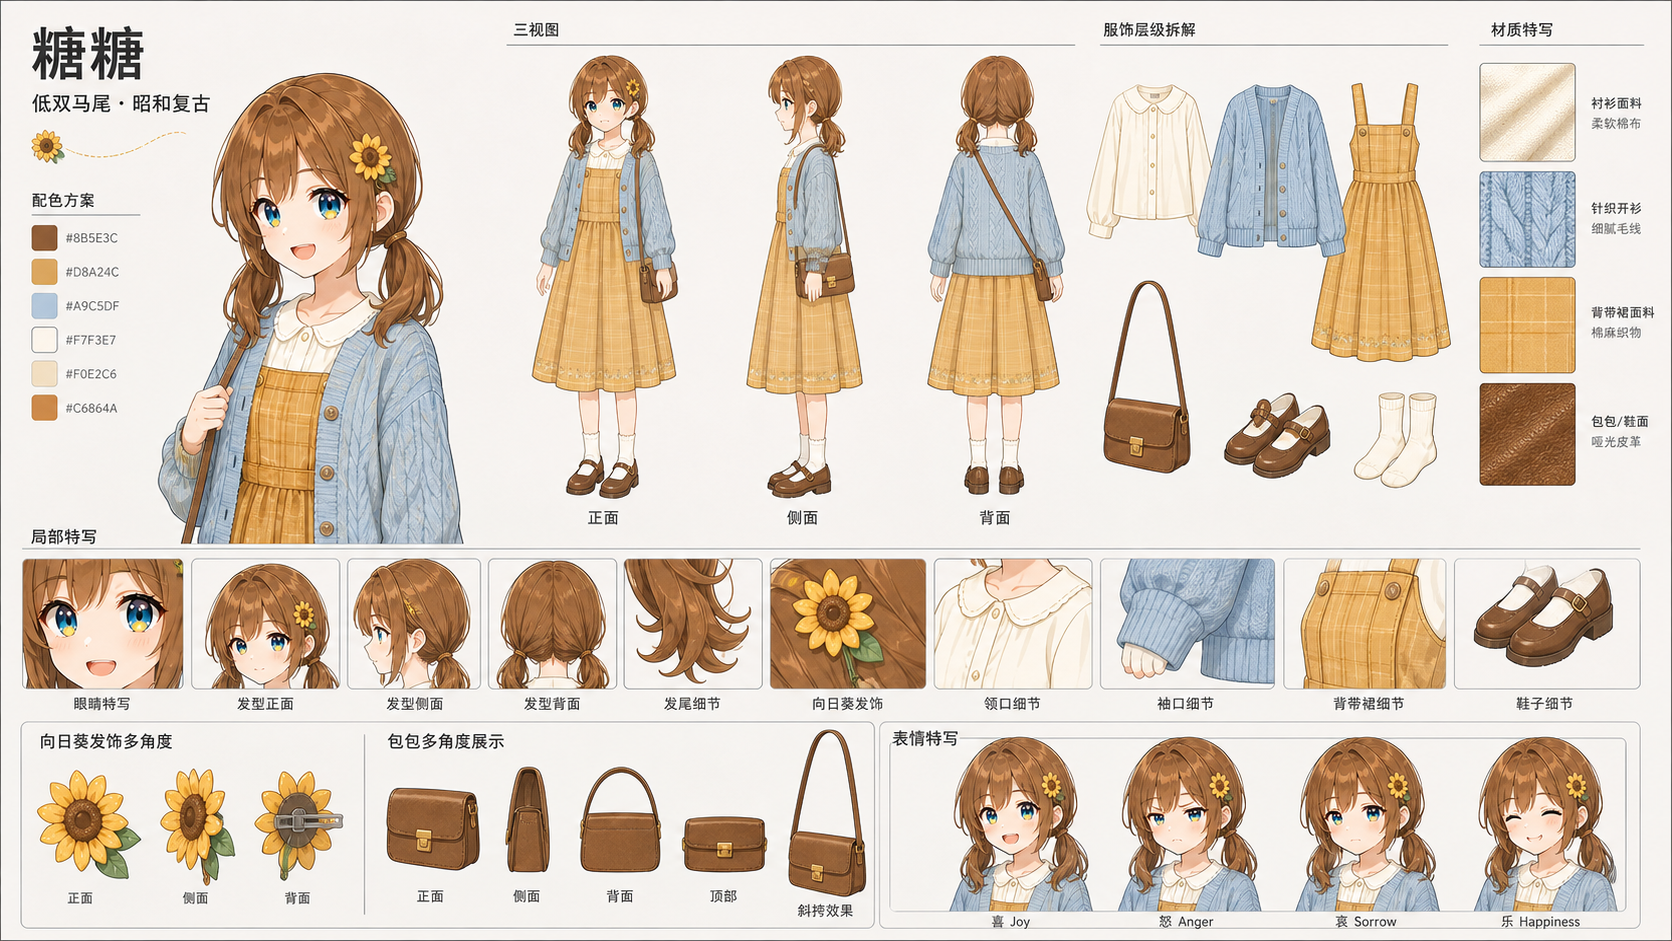 糖糖
低双马尾·昭和复古
配色方案
#8B5E3C
#D8A24C
#A9C5DF
#F7F3E7
#F0E2C6
#C6864A
三视图
正面
侧面
背面
服饰层级拆解
材质特写
衬衫面料
柔软棉布
针织开衫
细腻毛线
背带裙面料
棉麻织物
包包/鞋面
哑光皮革
局部特写
眼睛特写
发型正面
发型侧面
发型背面
发尾细节
向日葵发饰
领口细节
袖口细节
背带裙细节
鞋子细节
向日葵发饰多角度
正面
侧面
背面
包包多角度展示
正面
侧面
背面
顶部
斜挎效果
表情特写
喜 Joy
怒 Anger
哀 Sorrow
乐 Happiness